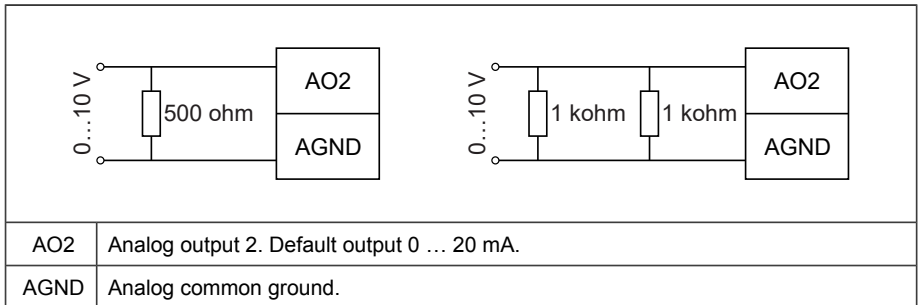 0…10 V
500 ohm
AO2
AGND
0…10 V
1 kohm
1 kohm
AO2
AGND
AO2 Analog output 2. Default output 0 … 20 mA.
AGND Analog common ground.